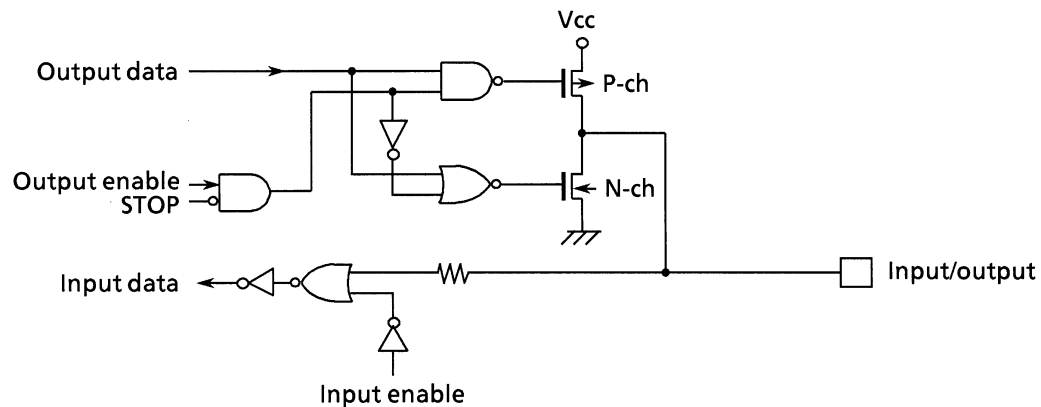 Vcc
Output data
P-ch
Output enable
STOP
N-ch
Input data
Input/output
Input enable